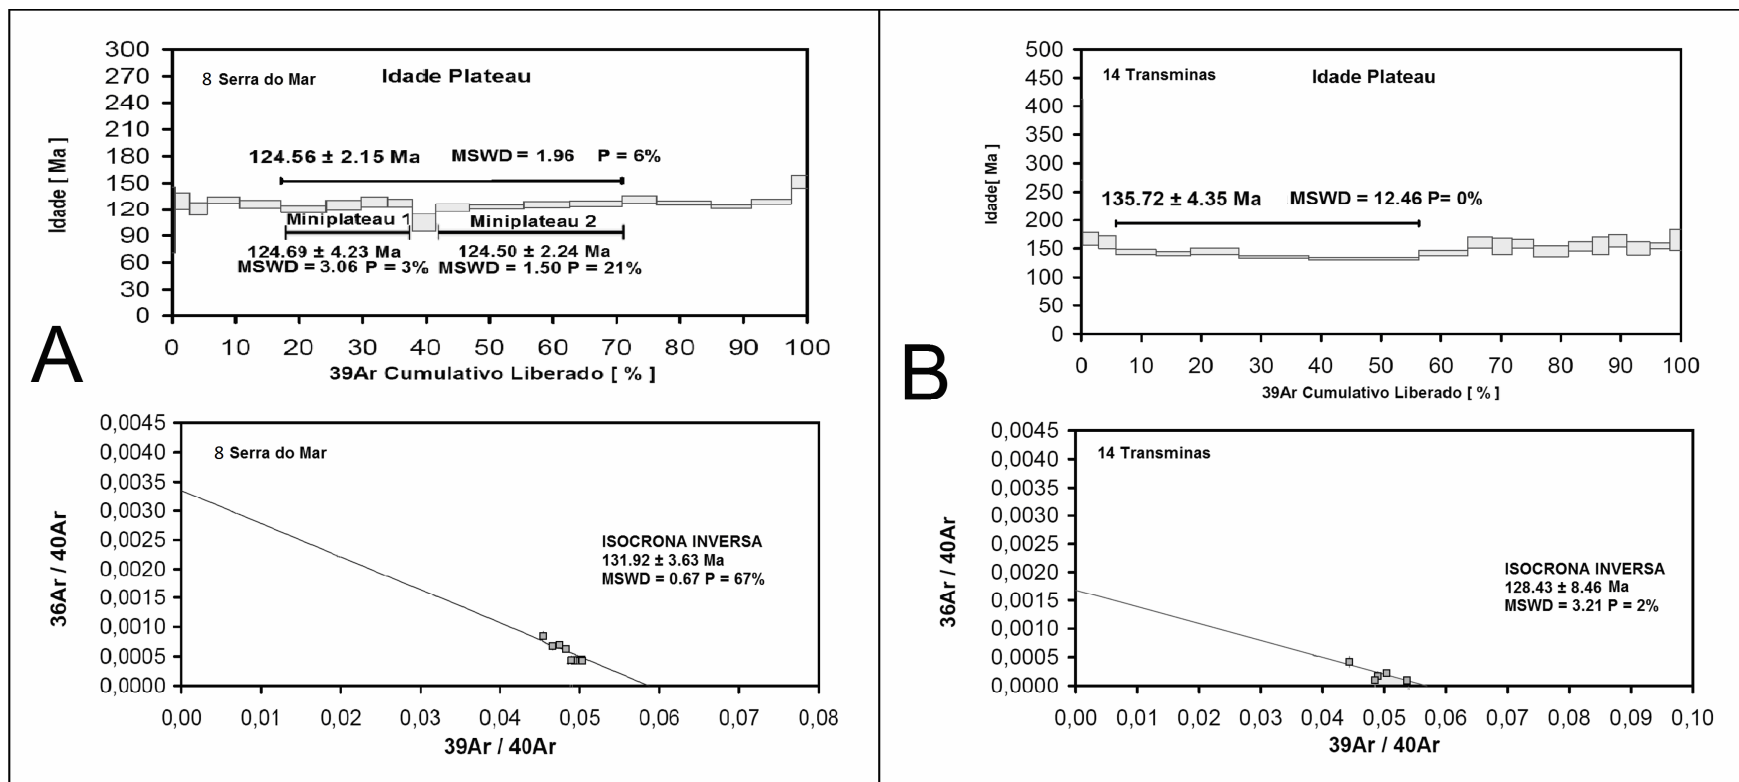 300
270
240
210
180
150
120
90
60
30
0
Idade [ Ma ]
8 Serra do Mar
Idade Plateau
124.56 ± 2.15 Ma MSWD = 1.96 P = 6%
Miniplateau 1
Miniplateau 2
124.69 ± 4.23 Ma
124.50 ± 2.24 Ma
MSWD = 3.06 P = 3%
MSWD = 1.50 P = 21%
0 10 20 30 40 50 60 70 80 90 100
39Ar Cumulativo Liberado [ % ]
A
0,0045
0,0040
0,0035
0,0030
0,0025
0,0020
0,0015
0,0010
0,0005
0,0000
36Ar / 40Ar
8 Serra do Mar
ISOCRONA INVERSA
131.92 ± 3.63 Ma
MSWD = 0.67 P = 67%
0,00 0,01 0,02 0,03 0,04 0,05 0,06 0,07 0,08
39Ar / 40Ar
500
450
400
350
300
250
200
150
100
50
0
Idade[ Ma ]
14 Transminas
Idade Plateau
135.72 ± 4.35 Ma MSWD = 12.46 P= 0%
0 10 20 30 40 50 60 70 80 90 100
39Ar Cumulativo Liberado [ % ]
B
0,0045
0,0040
0,0035
0,0030
0,0025
0,0020
0,0015
0,0010
0,0005
0,0000
36Ar / 40Ar
14 Transminas
ISOCRONA INVERSA
128.43 ± 8.46 Ma
MSWD = 3.21 P = 2%
0,00 0,01 0,02 0,03 0,04 0,05 0,06 0,07 0,08 0,09 0,10
39Ar / 40Ar